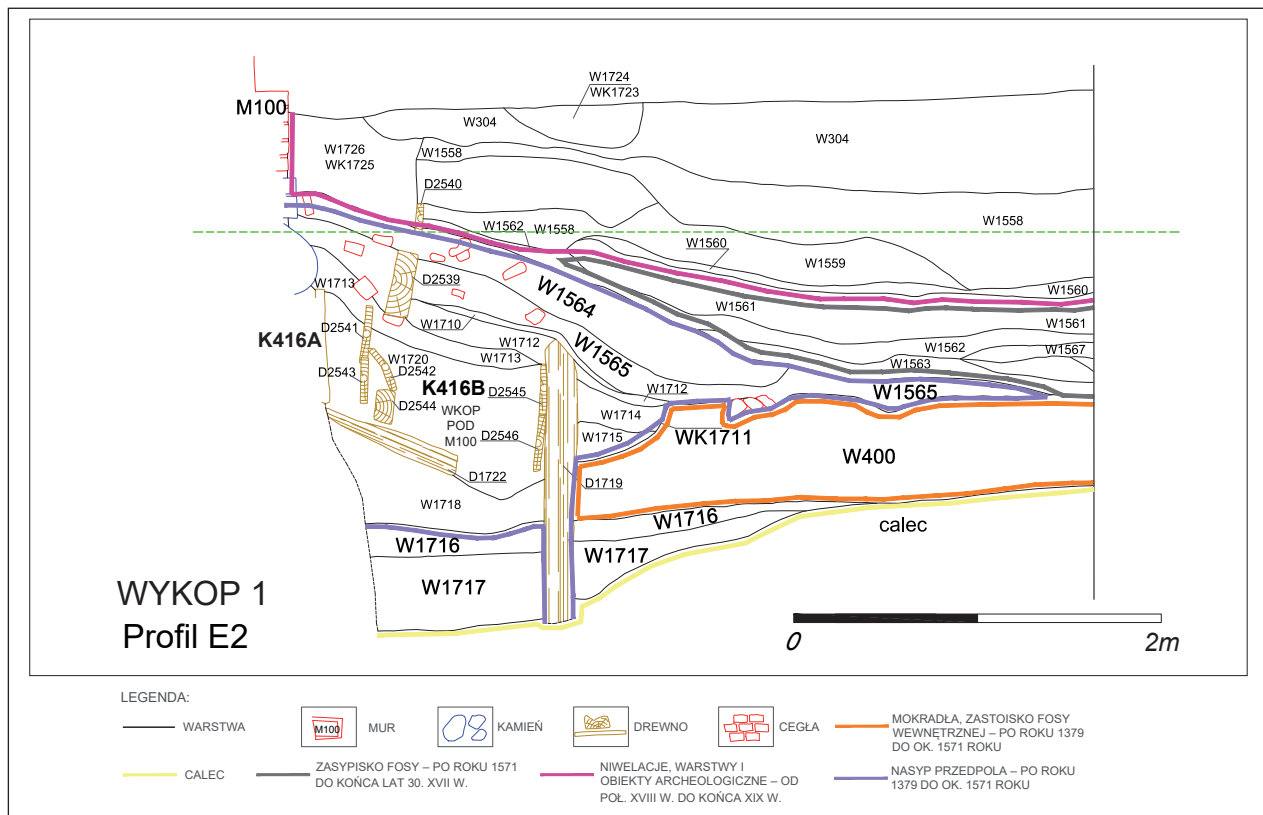 W1724
WK1723
M100
W304
W304
W1726
WK1725
W1558
D2540
W1562
W1558
W1558
W1560
W1559
W1713
D2539
W1564
W1561
W1560
W1561
D2541
K416A
W1710
W1712
W1713
W1565
W1562
W1567
W1563
W1720
D2543
D2542
K416B
D2545
W1712
W1565
D2544
WKOP
POD
M100
W1714
W1715
WK1711
D2546
W400
D1722
D1719
W1718
W1716
calec
W1716
W1717
W1717
WYKOP 1
Profil E2
0
2m
LEGENDA:
WARSTWA
M100
MUR
KAMIEŃ
DREWNO
CEGŁA
MOKRADŁA, ZASTOISKO FOSY
WEWNĘTRZNEJ – PO ROKU 1379
DO OK. 1571 ROKU
CALEC
ZASYPISKO FOSY – PO ROKU 1571
DO KOŃCA LAT 30. XVII W.
NIWELACJE, WARSTWY I
OBIEKTY ARCHEOLOGICZNE – OD
POŁ. XVIII W. DO KOŃCA XIX W.
NASYP PRZEDPOLA – PO ROKU
1379 DO OK. 1571 ROKU